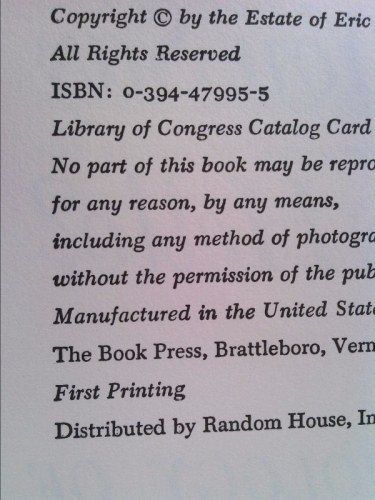 Copyright © by the Estate of Eric
All Rights Reserved
ISBN: 0-394-47995-5
Library of Congress Catalog Card
No part of this book may be repro
for any reason, by any means,
including any method of photogra
without the permission of the pub
Manufactured in the United State
The Book Press, Brattleboro, Verm
First Printing
Distributed by Random House, In